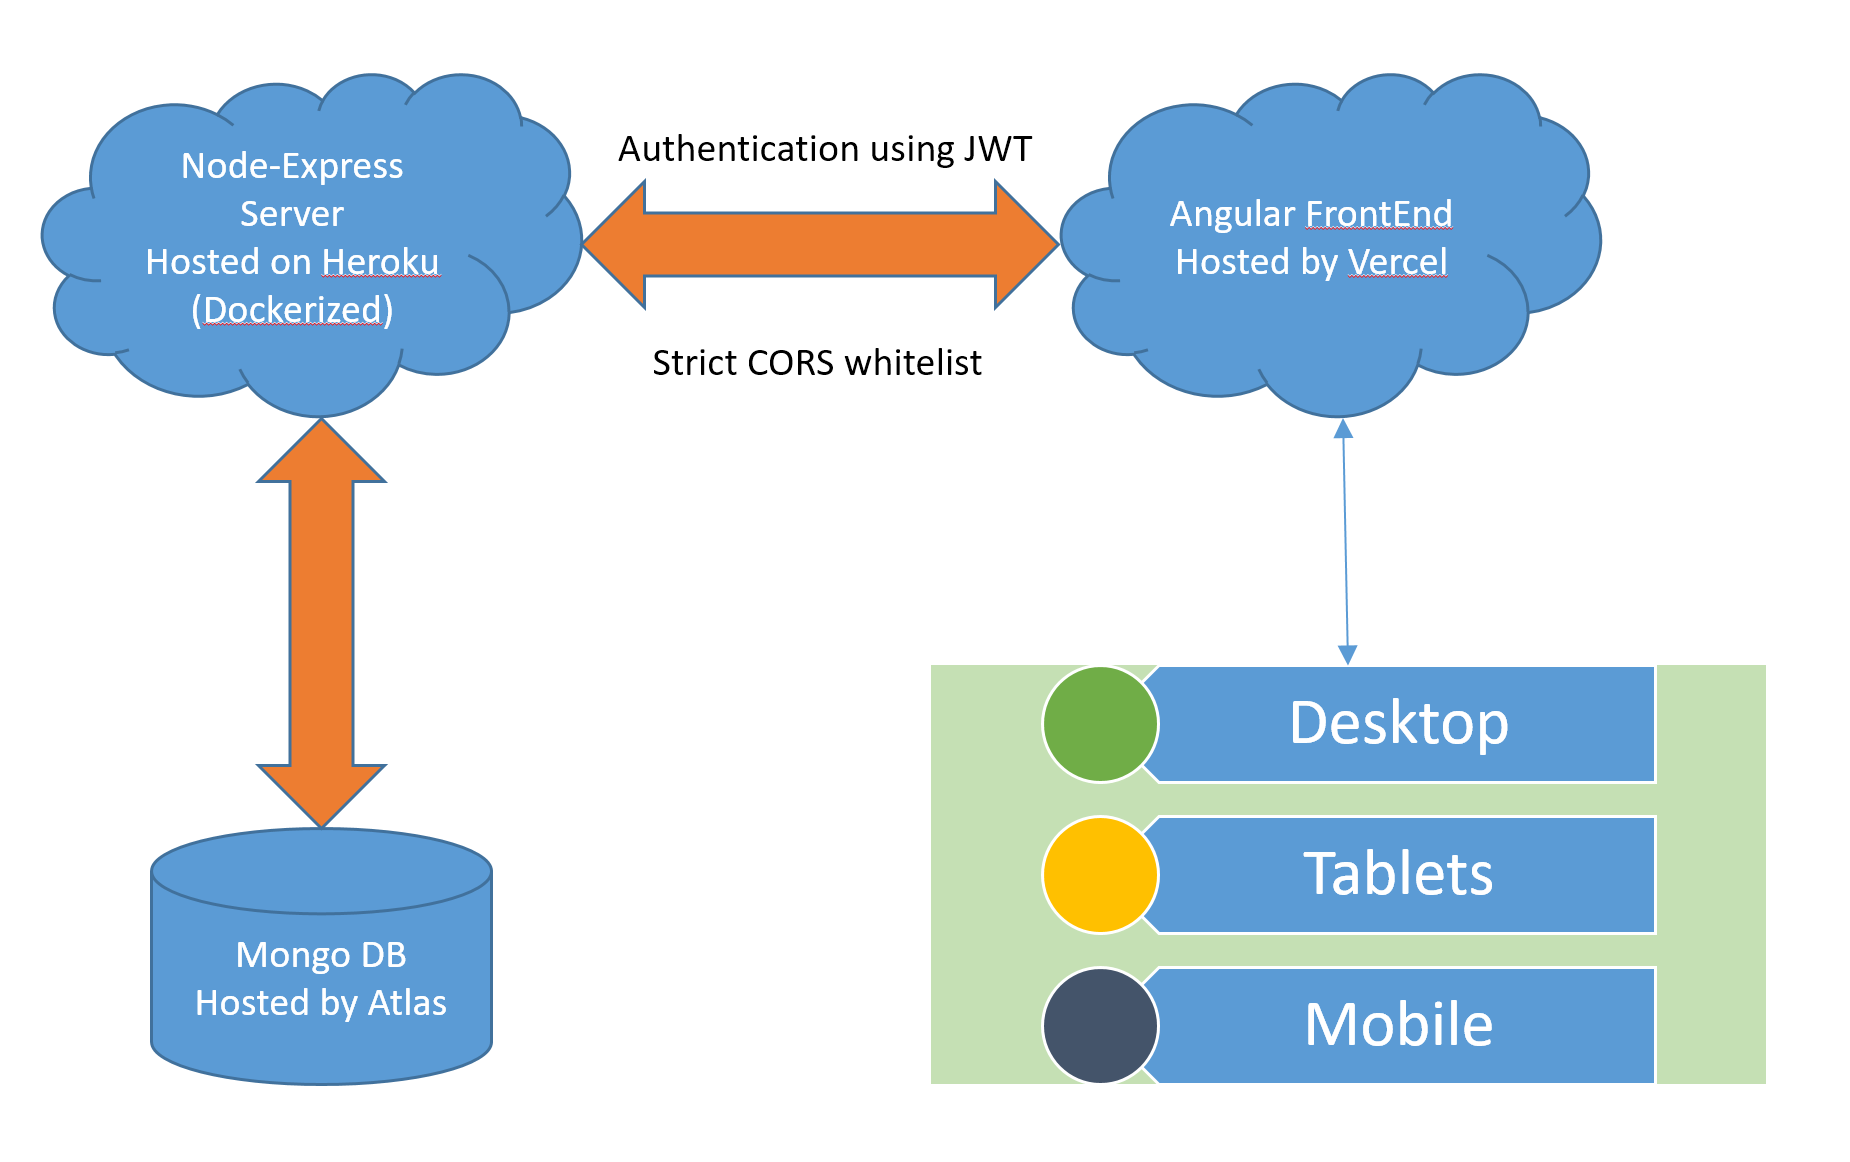 Node-Express
Server
Hosted on Heroku
(Dockerized)
Authentication using JWT
Strict CORS whitelist
Angular FrontEnd
Hosted by Vercel
Mongo DB
Hosted by Atlas
Desktop
Tablets
Mobile